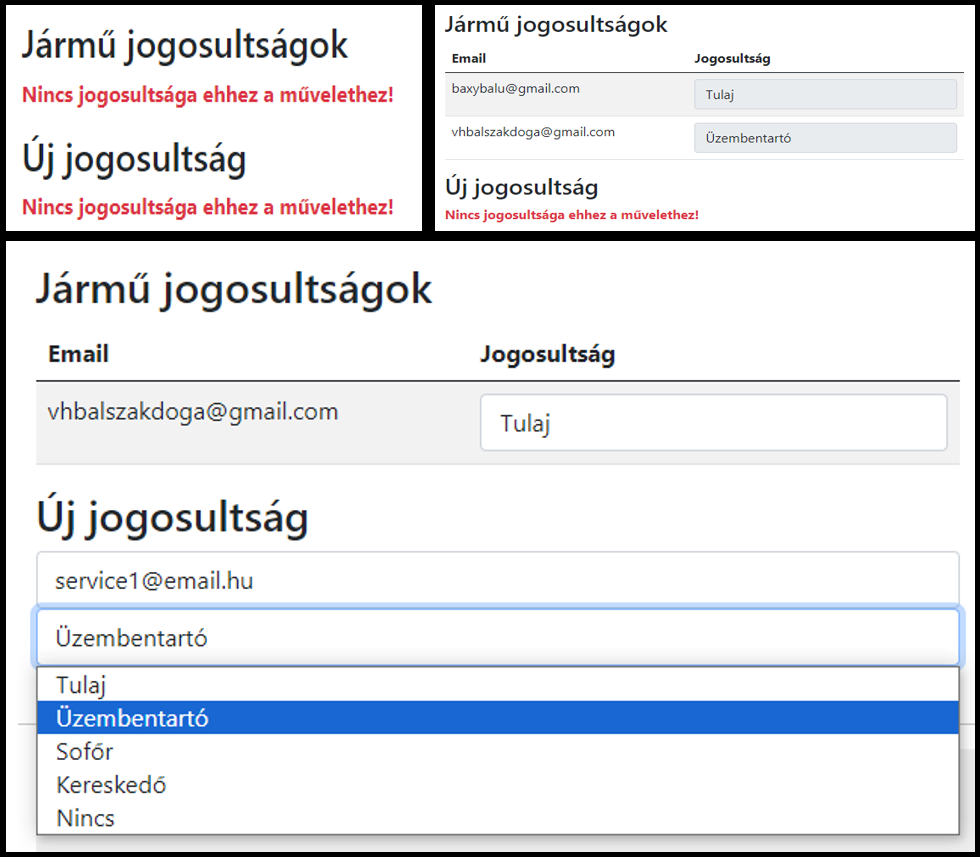 Jármű jogosultságok
Nincs jogosultsága ehhez a művelethez!
Új jogosultság
Nincs jogosultsága ehhez a művelethez!
Jármű jogosultságok
Email Jogosultság
baxybalu@gmail.com Tulaj
vhbalszakdoga@gmail.com Üzembentartó
Új jogosultság
Nincs jogosultsága ehhez a művelethez!
Jármű jogosultságok
Email Jogosultság
vhbalszakdoga@gmail.com Tulaj
Új jogosultság
service1@email.hu
Üzembentartó
Tulaj
Üzembentartó
Sofőr
Kereskedő
Nincs